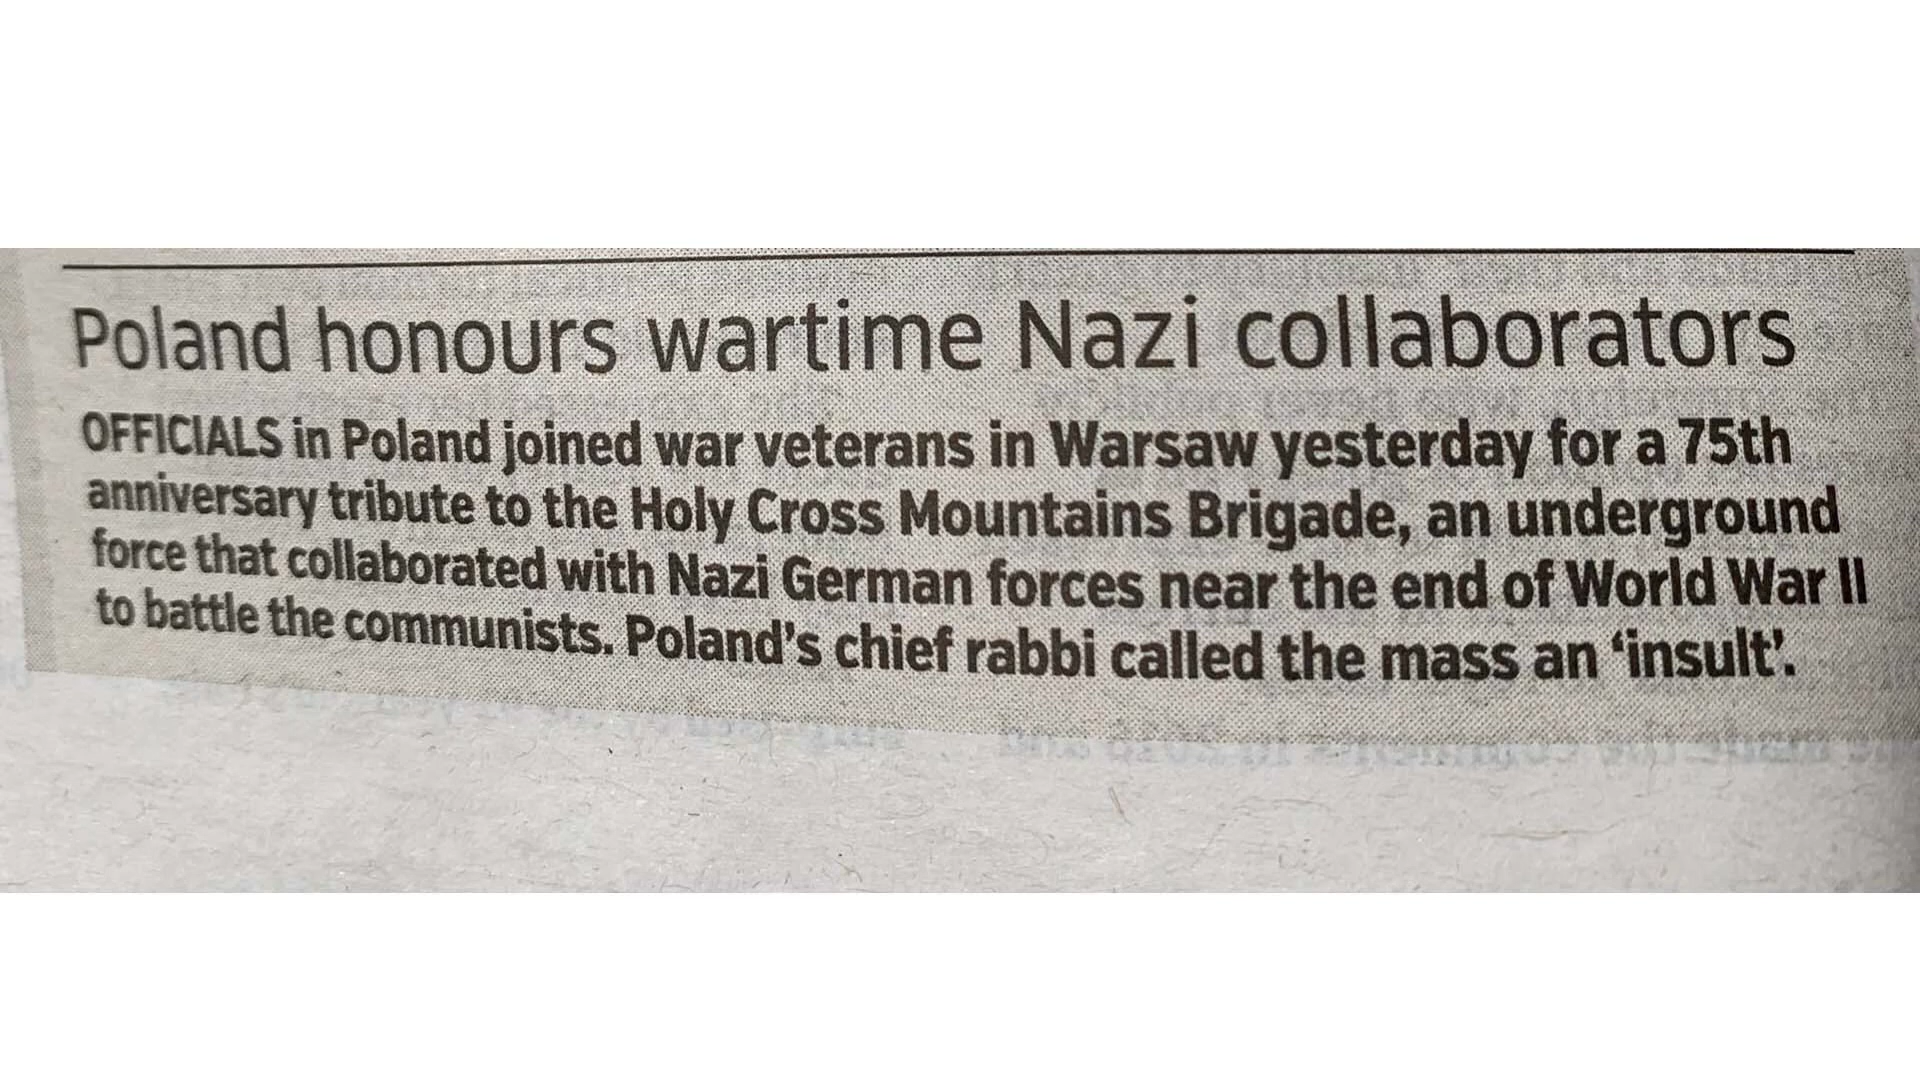 Poland honours wartime Nazi collaborators
OFFICIALS in Poland joined war veterans in Warsaw yesterday for a 75th
anniversary tribute to the Holy Cross Mountains Brigade, an underground
force that collaborated with Nazi German forces near the end of World War II
to battle the communists. Poland's chief rabbi called the mass an ‘insult’.